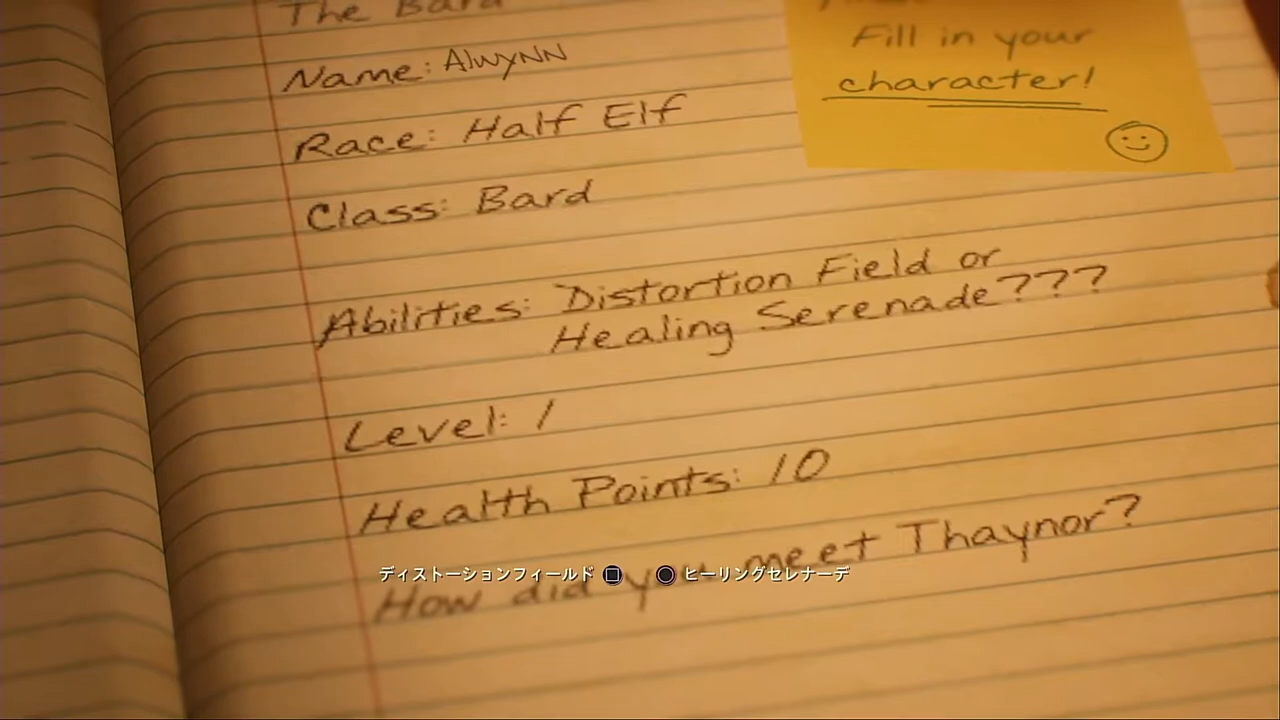 The Bard
Name: Alwynn
Race: Half Elf
Class: Bard
Abilities: Distortion Field or
Healing Serenade???
Level: 1
Health Points: 10
How did you meet Thaynor?
Fill in your
character!
ディストーションフィールド
ヒーリングセレナーデ